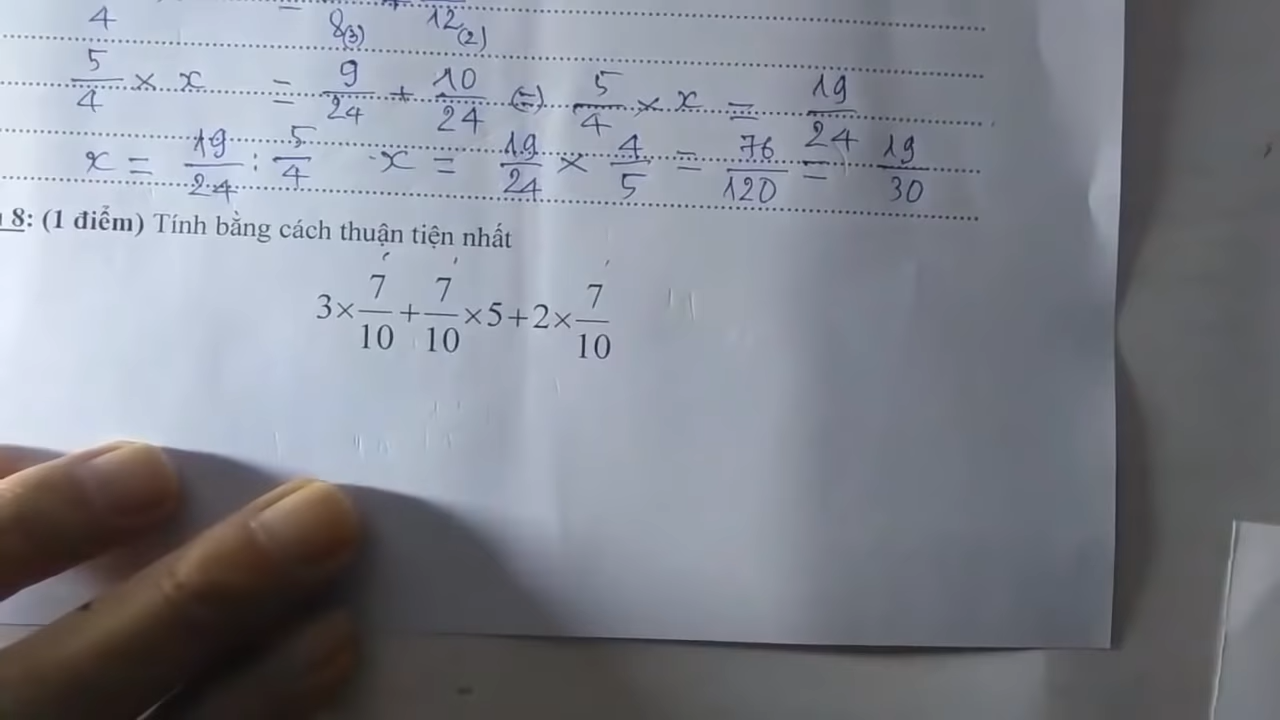 4 = 8(3) + 12(2)
5/4 × x = 9/24 + 10/24 (=) 5/4 × x = 19/24
x = 19/24 : 5/4 x = 19/24 × 4/5 = 76/120 = 19/30
8: (1 điểm) Tính bằng cách thuận tiện nhất
3 × 7/10 + 7/10 × 5 + 2 × 7/10